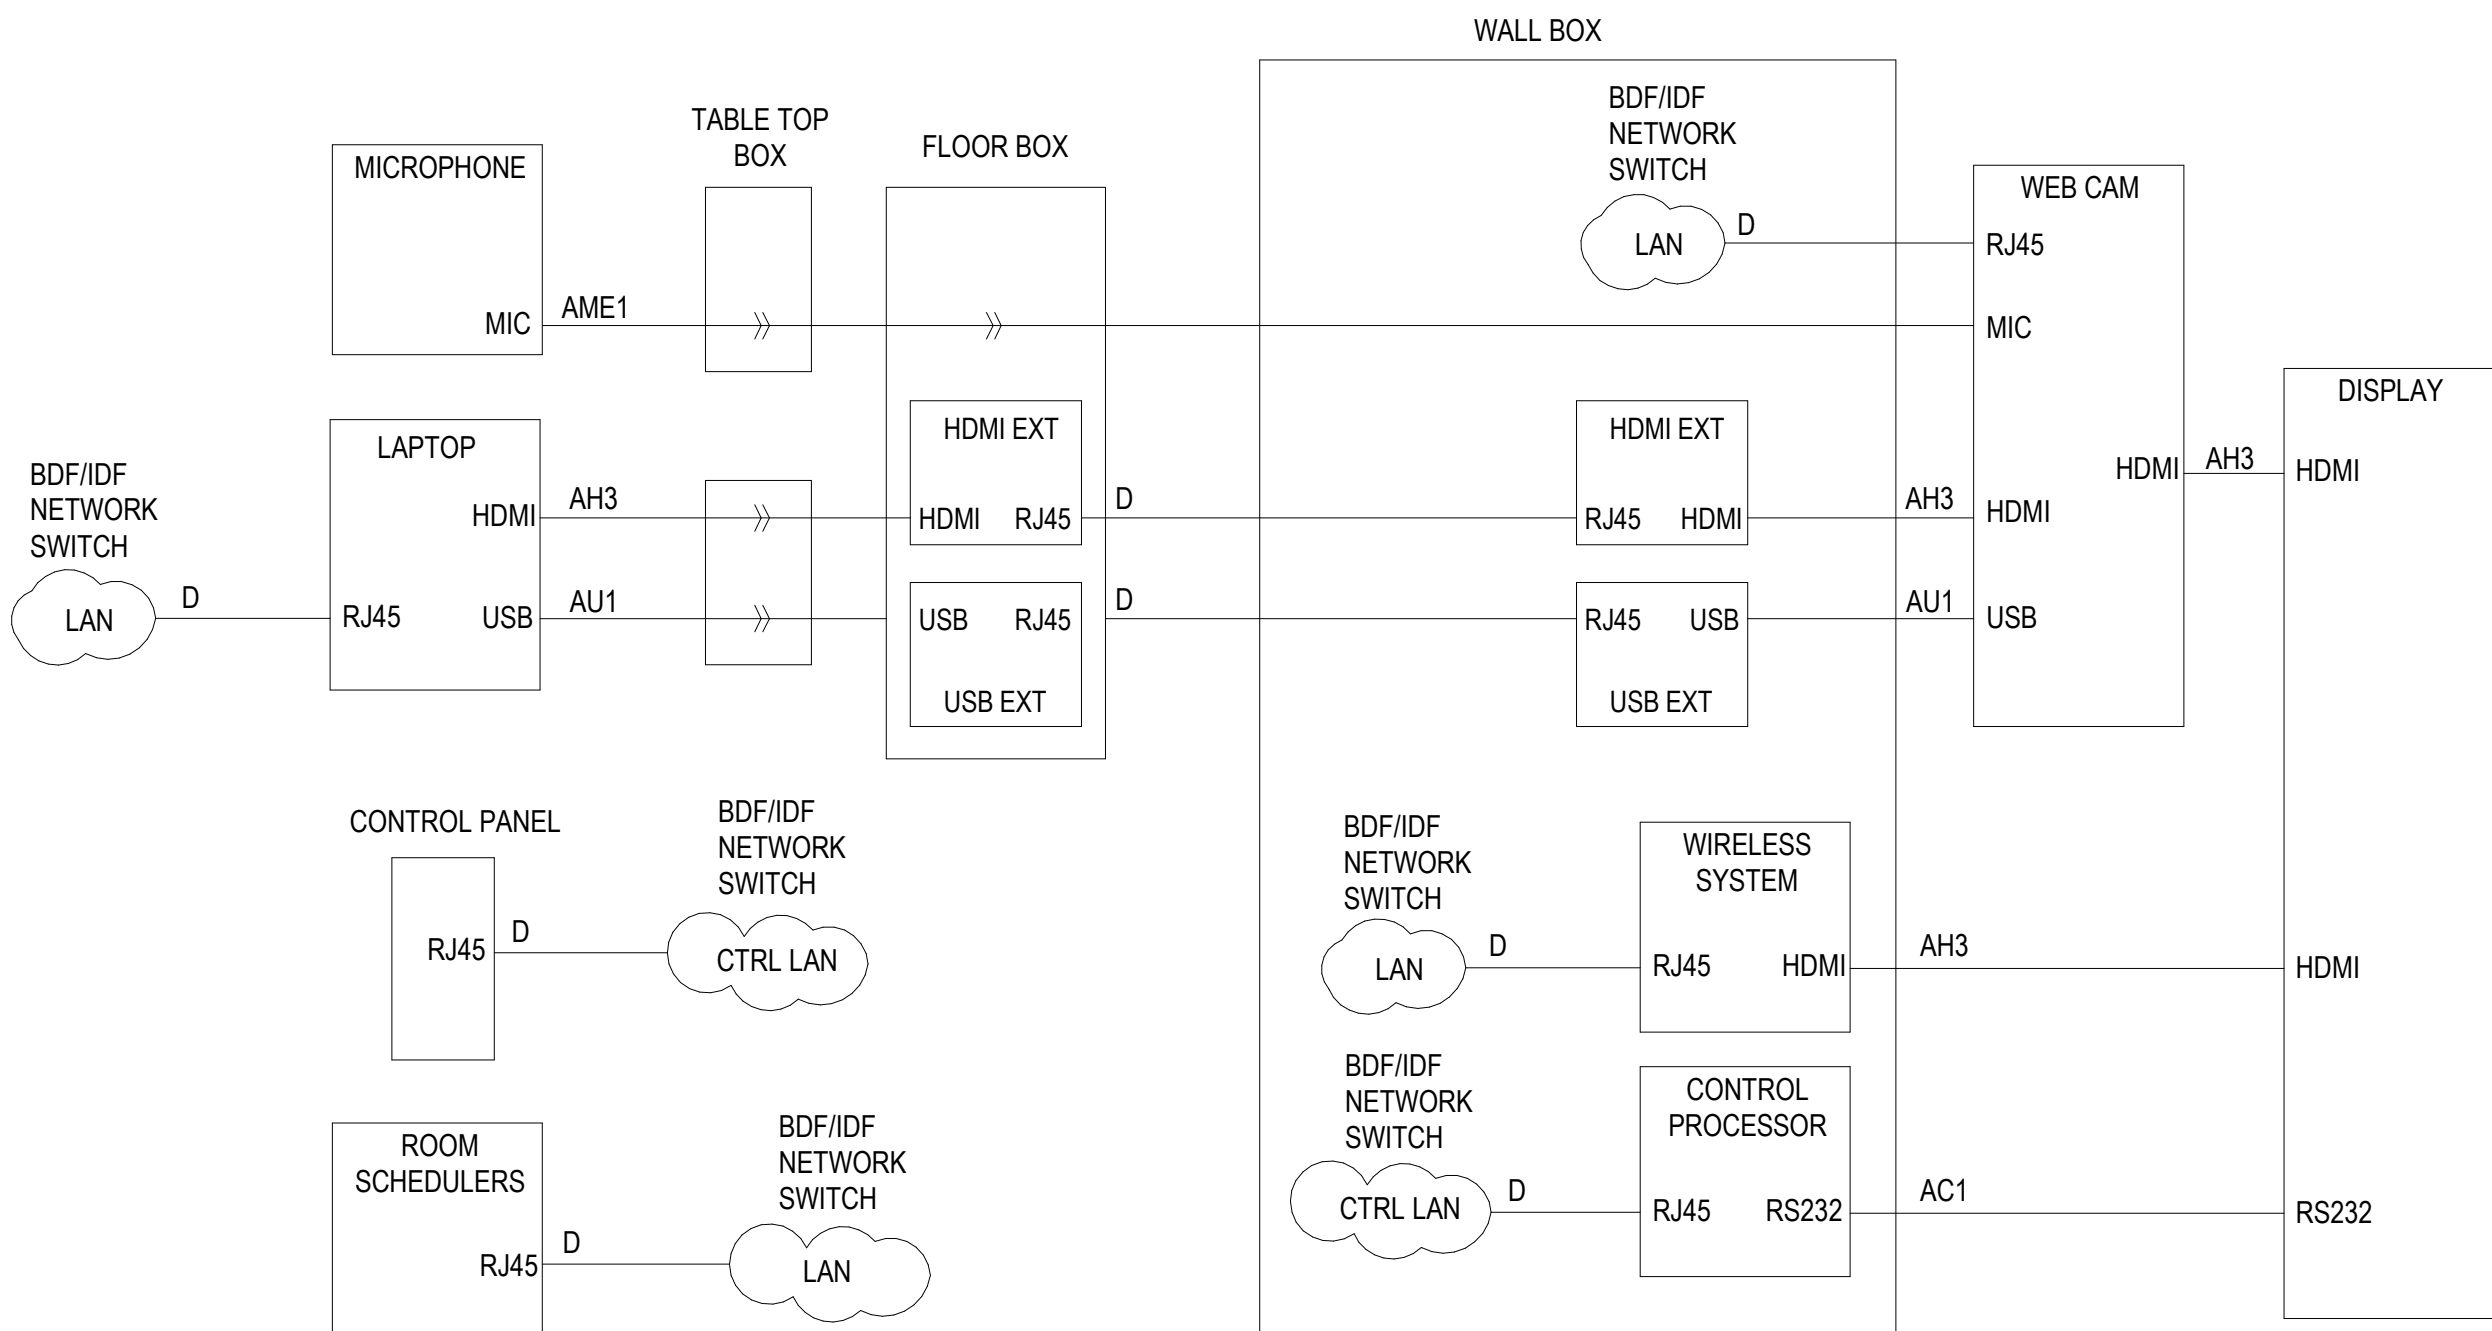 WALL BOX
TABLE TOP
BOX
FLOOR BOX
BDF/IDF
NETWORK
SWITCH
LAN
D
MICROPHONE
MIC
AME1
WEB CAM
RJ45
MIC
HDMI
USB
HDMI
AH3
DISPLAY
HDMI
HDMI
RS232
BDF/IDF
NETWORK
SWITCH
LAN
D
LAPTOP
HDMI
RJ45
USB
AH3
AU1
HDMI EXT
HDMI RJ45
D
USB RJ45
USB EXT
D
HDMI EXT
RJ45 HDMI
AH3
RJ45 USB
USB EXT
AU1
CONTROL PANEL
RJ45
D
BDF/IDF
NETWORK
SWITCH
CTRL LAN
BDF/IDF
NETWORK
SWITCH
LAN
D
WIRELESS
SYSTEM
RJ45 HDMI
AH3
ROOM
SCHEDULERS
RJ45
D
BDF/IDF
NETWORK
SWITCH
LAN
BDF/IDF
NETWORK
SWITCH
CTRL LAN
D
CONTROL
PROCESSOR
RJ45 RS232
AC1